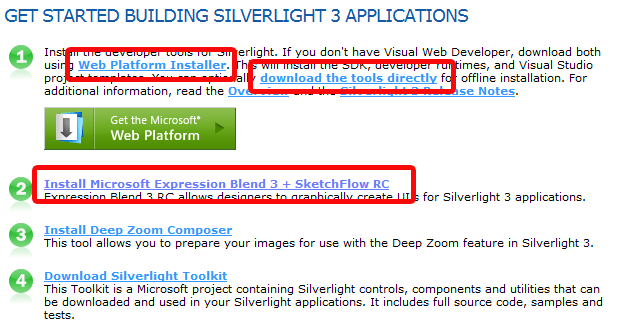 GET STARTED BUILDING SILVERLIGHT 3 APPLICATIONS
1
Install the developer tools for Silverlight. If you don't have Visual Web Developer, download both
using Web Platform Installer. This will install the SDK, developer runtimes, and Visual Studio
project templates. You can optionally download the tools directly for offline installation. For
additional information, read the Overview and the Silverlight 3 Release Notes.
Get the Microsoft®
Web Platform
2
Install Microsoft Expression Blend 3 + SketchFlow RC
Expression Blend 3 RC allows designers to graphically create UI's for Silverlight 3 applications.
3
Install Deep Zoom Composer
This tool allows you to prepare your images for use with the Deep Zoom feature in Silverlight 3.
4
Download Silverlight Toolkit
This Toolkit is a Microsoft project containing Silverlight controls, components and utilities that can
be downloaded and used in your Silverlight applications. It includes full source code, samples and
tests.